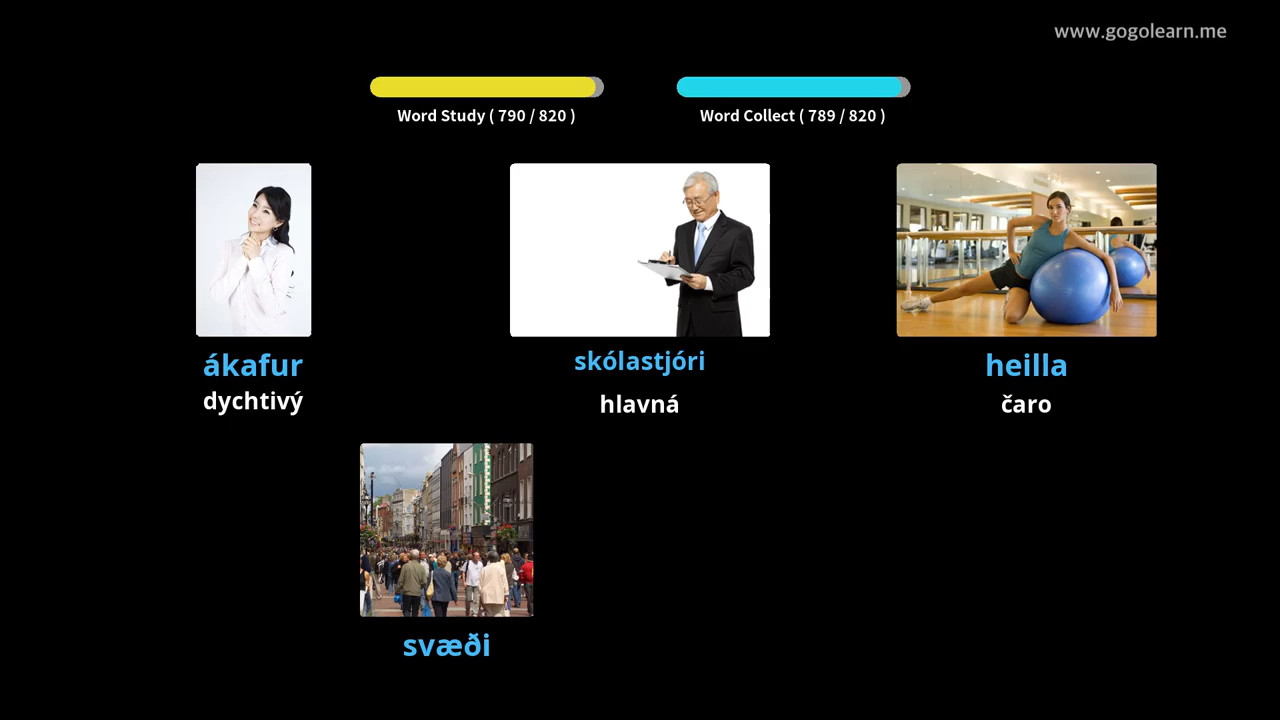 www.gogolearn.me
Word Study ( 790 / 820 )
Word Collect ( 789 / 820 )
ákafur
dychtivý
skólastjóri
hlavná
heilla
čaro
svæði